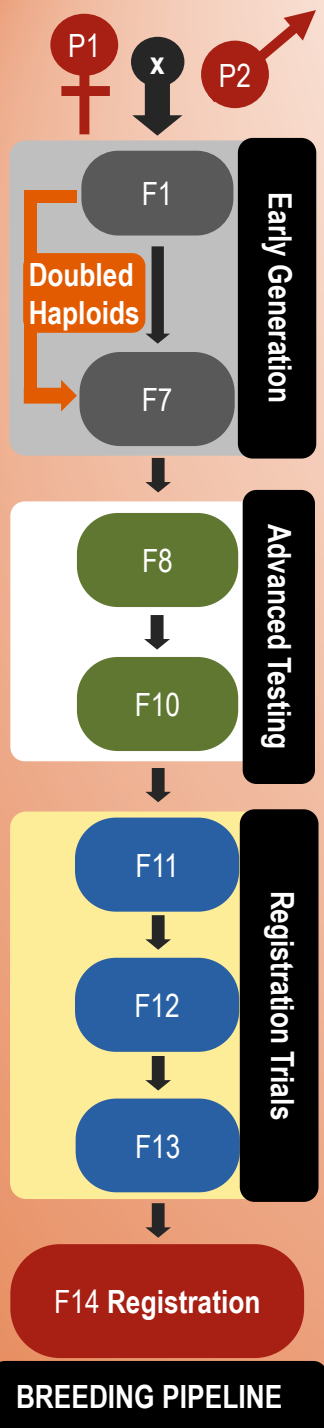 P1
x
P2
F1
Early Generation
Doubled
Haploids
F7
F8
Advanced Testing
F10
F11
Registration Trials
F12
F13
F14 Registration
BREEDING PIPELINE